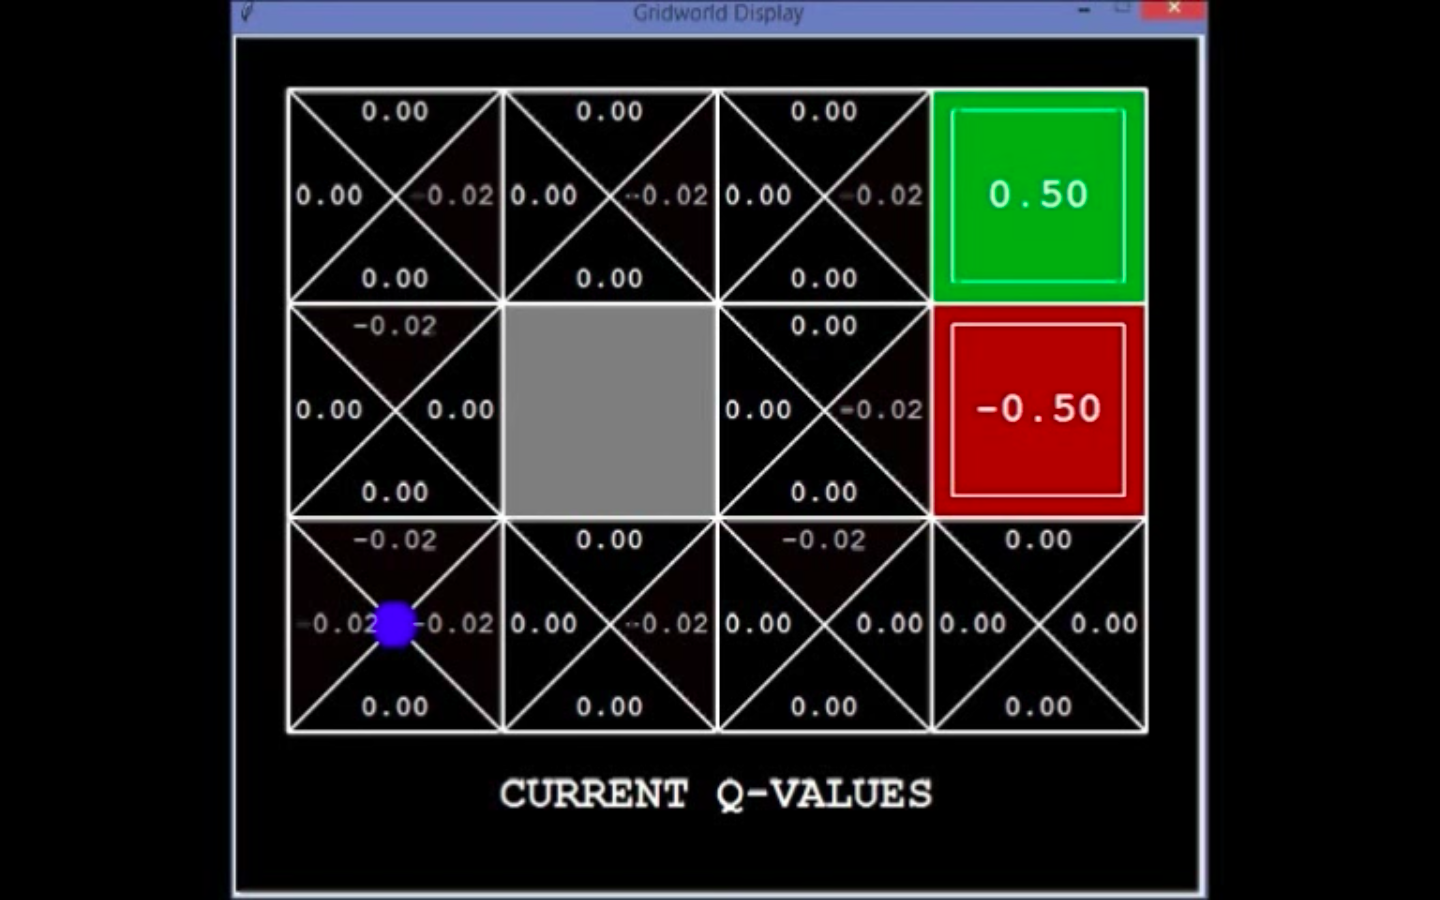 Gridworld Display
0.00 0.00 0.00
0.00 -0.02 0.00 -0.02 0.00 -0.02 0.50
0.00 0.00 0.00
-0.02 0.00
0.00 0.00 0.00 -0.02 -0.50
0.00 0.00
-0.02 0.00 -0.02 0.00
-0.02 -0.02 0.00 -0.02 0.00 0.00 0.00 0.00
0.00 0.00 0.00 0.00
CURRENT Q-VALUES